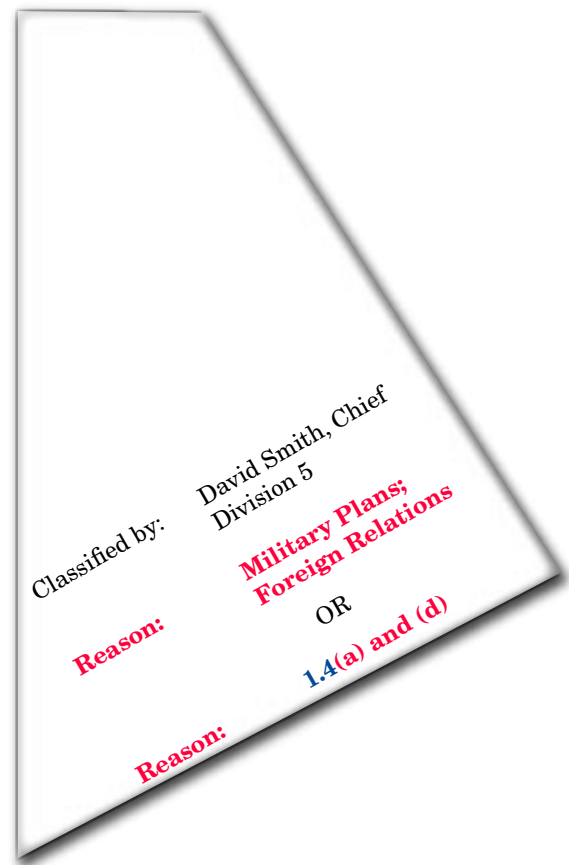 Classified by: David Smith, Chief
Division 5
Reason: Military Plans;
Foreign Relations
OR
Reason: 1.4(a) and (d)